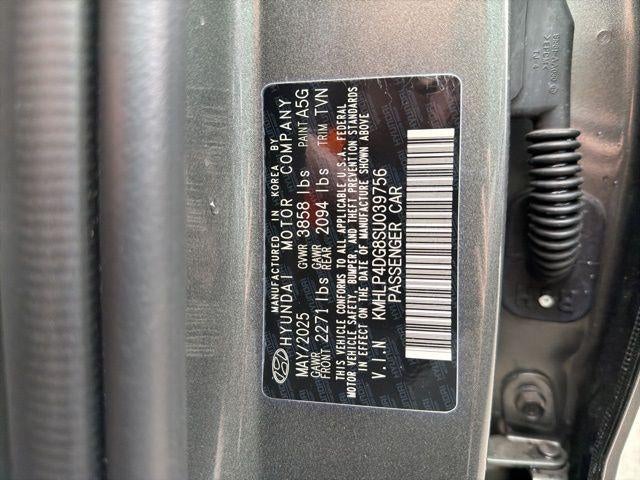 MANUFACTURED IN KOREA BY
HYUNDAI MOTOR COMPANY
MAY/2025 GVWR 3858 lbs PAINT A5G
GAWR FRONT 2271 lbs GAWR REAR 2094 lbs TRIM TVN
THIS VEHICLE CONFORMS TO ALL APPLICABLE U.S.A. FEDERAL
MOTOR VEHICLE SAFETY, BUMPER, AND THEFT PREVENTION STANDARDS
IN EFFECT ON THE DATE OF MANUFACTURE SHOWN ABOVE
V.I.N KMHLP4DG8SU039756
PASSENGER CAR